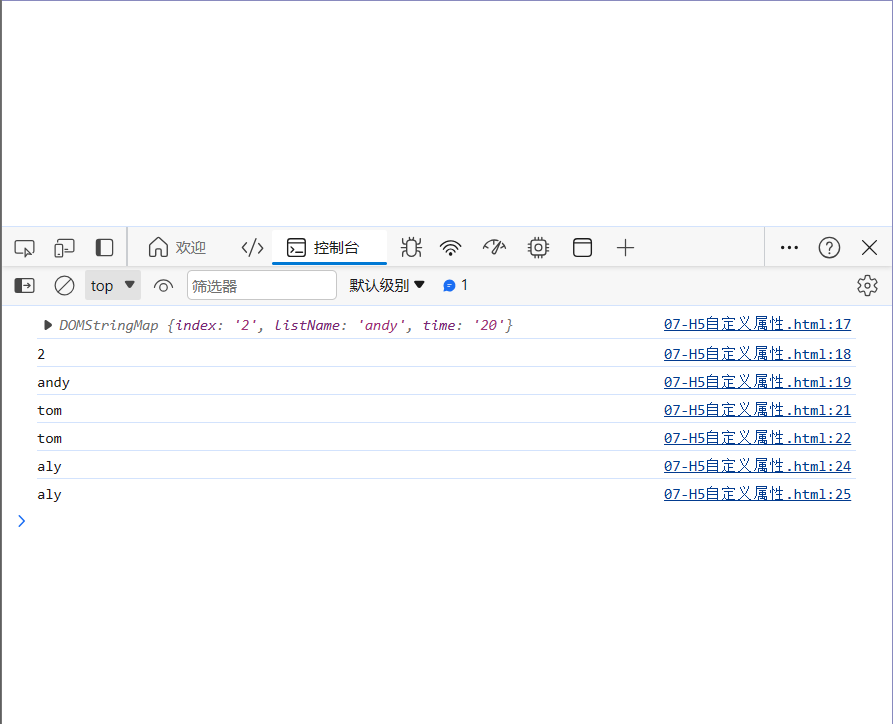 欢迎 控制台
top 筛选器 默认级别 1
DOMStringMap {index: '2', listName: 'andy', time: '20'} 07-H5自定义属性.html:17
2 07-H5自定义属性.html:18
andy 07-H5自定义属性.html:19
tom 07-H5自定义属性.html:21
tom 07-H5自定义属性.html:22
aly 07-H5自定义属性.html:24
aly 07-H5自定义属性.html:25